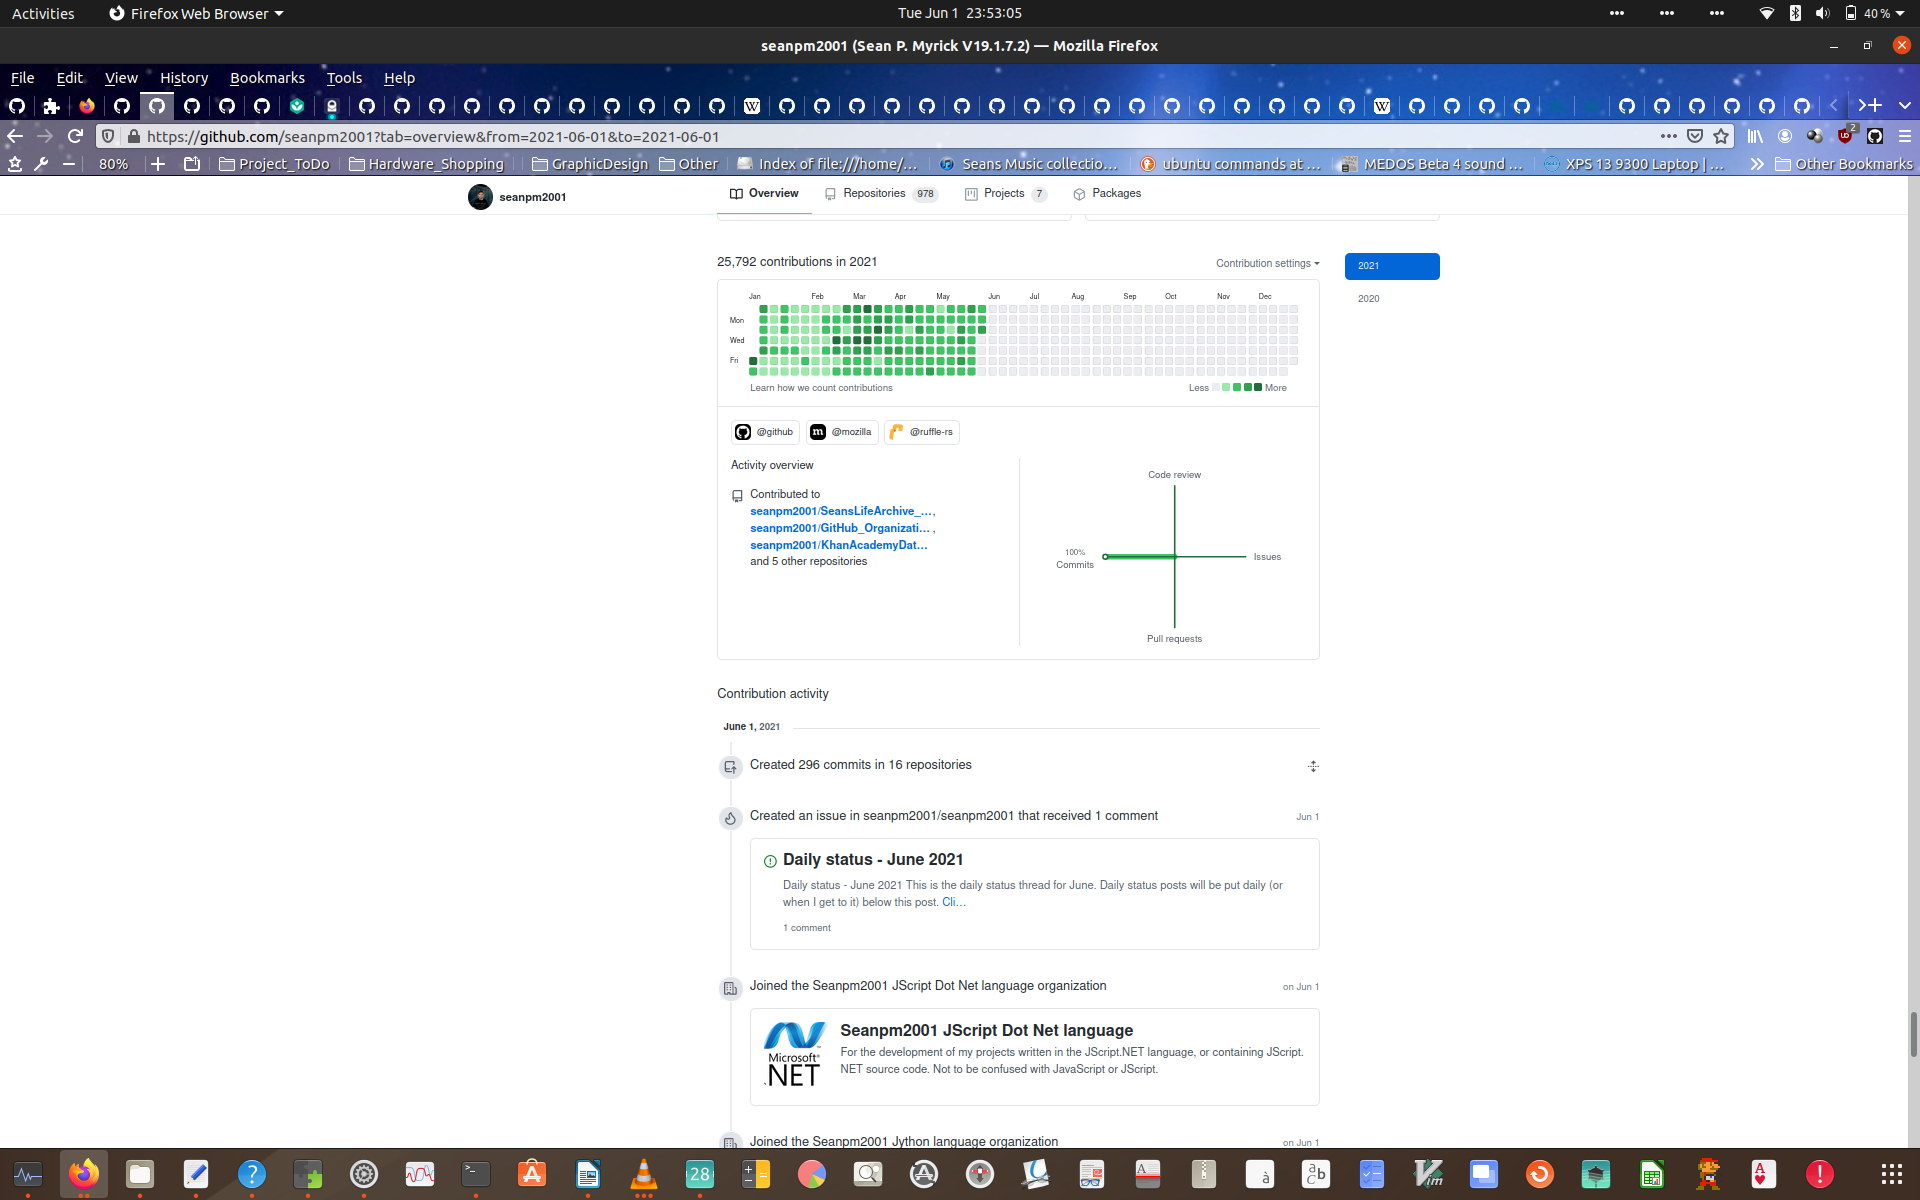 Activities
Firefox Web Browser
Tue Jun 1 23:53:05
40 %
seanpm2001 (Sean P. Myrick V19.1.7.2) — Mozilla Firefox
File Edit View History Bookmarks Tools Help
https://github.com/seanpm2001?tab=overview&from=2021-06-01&to=2021-06-01
2
80%
Project_ToDo
Hardware_Shopping
GraphicDesign
Other
Index of file:///home/...
Seans Music collectio...
ubuntu commands at ...
MEDOS Beta 4 sound ...
XPS 13 9300 Laptop | ...
Other Bookmarks
seanpm2001
Overview
Repositories 978
Projects 7
Packages
25,792 contributions in 2021
Contribution settings
2021
2020
Jan Feb Mar Apr May Jun Jul Aug Sep Oct Nov Dec
Mon
Wed
Fri
Learn how we count contributions
Less
More
@github
@mozilla
@ruffle-rs
Activity overview
Contributed to
seanpm2001/SeansLifeArchive_...,
seanpm2001/GitHub_Organizati... ,
seanpm2001/KhanAcademyDat...
and 5 other repositories
Code review
100%
Commits
Issues
Pull requests
Contribution activity
June 1, 2021
Created 296 commits in 16 repositories
Created an issue in seanpm2001/seanpm2001 that received 1 comment
Jun 1
Daily status - June 2021
Daily status - June 2021 This is the daily status thread for June. Daily status posts will be put daily (or
when I get to it) below this post. Cli...
1 comment
Joined the Seanpm2001 JScript Dot Net language organization
on Jun 1
Microsoft®
.NET
Seanpm2001 JScript Dot Net language
For the development of my projects written in the JScript.NET language, or containing JScript.
NET source code. Not to be confused with JavaScript or JScript.
Joined the Seanpm2001 Jython language organization
on Jun 1
28